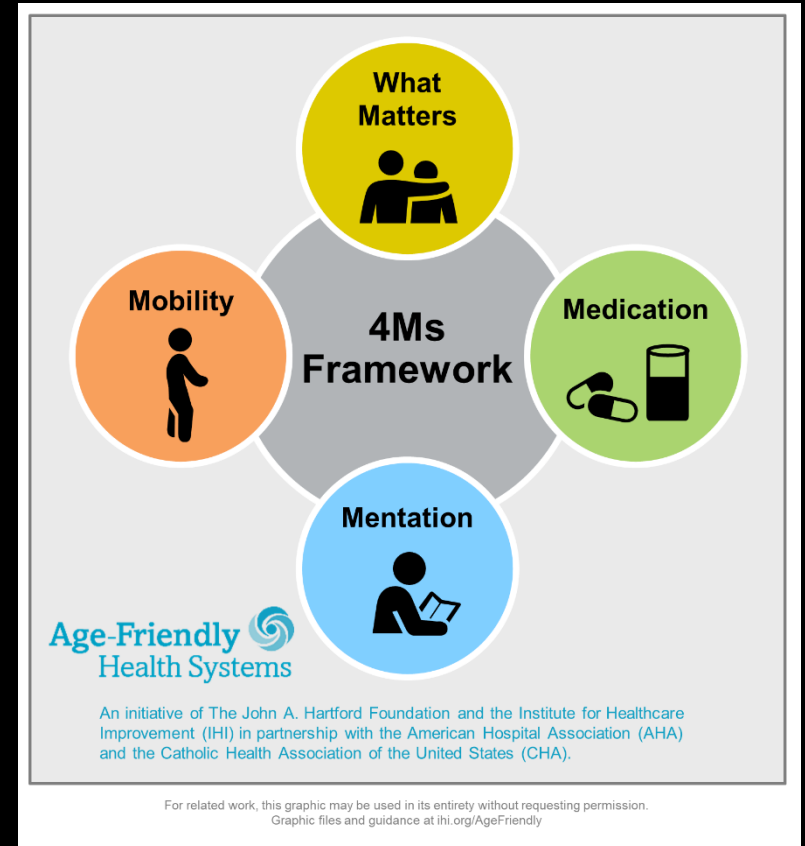 What
Matters
Mobility
Medication
4Ms
Framework
Mentation
Age-Friendly
Health Systems
An initiative of The John A. Hartford Foundation and the Institute for Healthcare
Improvement (IHI) in partnership with the American Hospital Association (AHA)
and the Catholic Health Association of the United States (CHA).
For related work, this graphic may be used in its entirety without requesting permission.
Graphic files and guidance at ihi.org/AgeFriendly